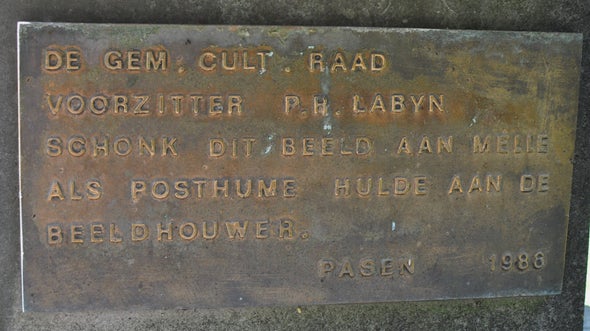 DE GEM. CULT. RAAD
VOORZITTER P.H. LABYN
SCHONK DIT BEELD AAN MELLE
ALS POSTHUME HULDE AAN DE
BEELDHOUWER.
PASEN 1988